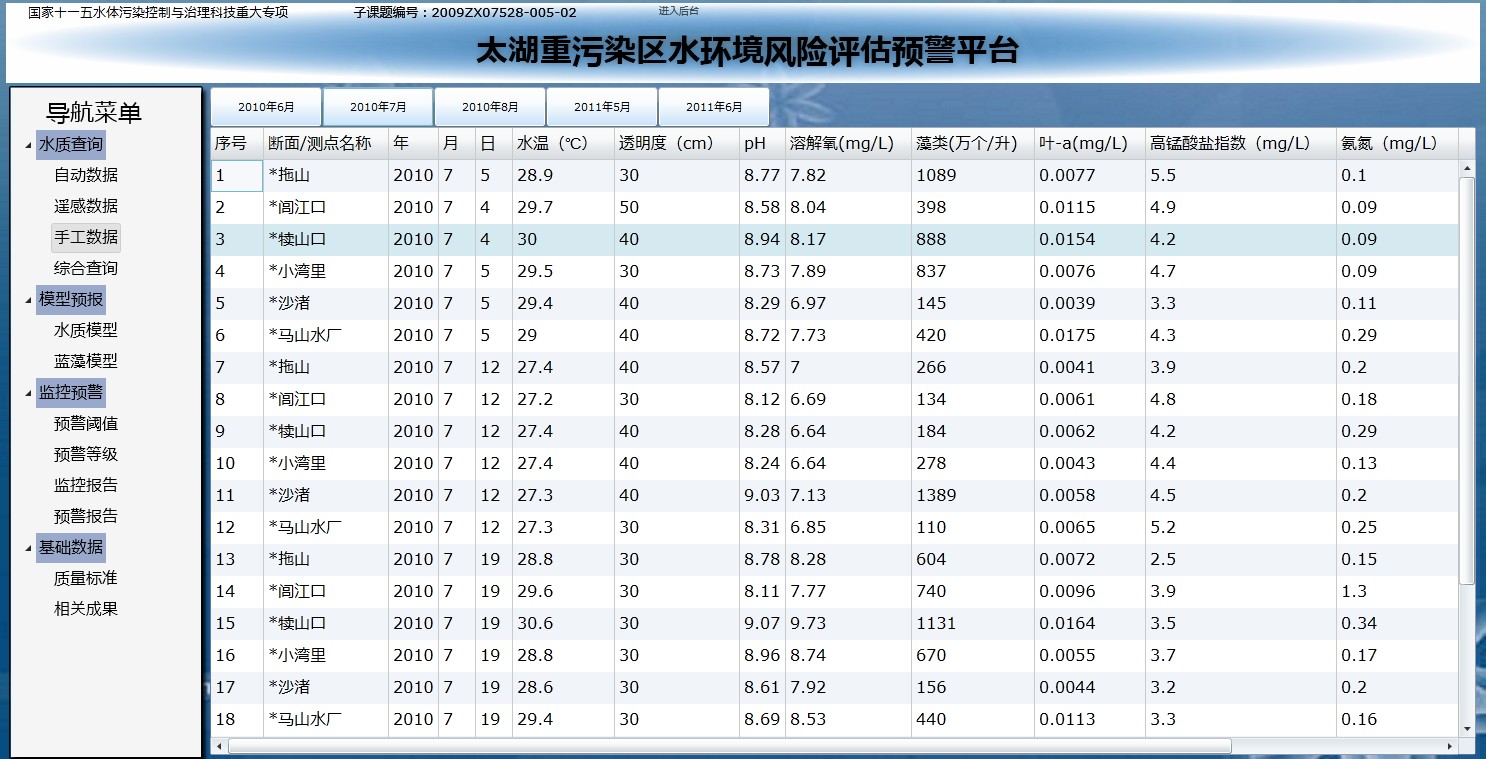 国家十一五水体污染控制与治理科技重大专项 子课题编号：2009ZX07528-005-02 进入后台
太湖重污染区水环境风险评估预警平台
导航菜单
水质查询
自动数据
遥感数据
手工数据
综合查询
模型预报
水质模型
蓝藻模型
监控预警
预警阈值
预警等级
监控报告
预警报告
基础数据
质量标准
相关成果
2010年6月 2010年7月 2010年8月 2011年5月 2011年6月
序号 断面/测点名称 年 月 日 水温（℃） 透明度（cm） pH 溶解氧(mg/L) 藻类(万个/升) 叶-a(mg/L) 高锰酸盐指数（mg/L） 氨氮（mg/L）
1 *拖山 2010 7 5 28.9 30 8.77 7.82 1089 0.0077 5.5 0.1
2 *闾江口 2010 7 4 29.7 50 8.58 8.04 398 0.0115 4.9 0.09
3 *犊山口 2010 7 4 30 40 8.94 8.17 888 0.0154 4.2 0.09
4 *小湾里 2010 7 5 29.5 30 8.73 7.89 837 0.0076 4.7 0.09
5 *沙渚 2010 7 5 29.4 40 8.29 6.97 145 0.0039 3.3 0.11
6 *马山水厂 2010 7 5 29 40 8.72 7.73 420 0.0175 4.3 0.29
7 *拖山 2010 7 12 27.4 40 8.57 7 266 0.0041 3.9 0.2
8 *闾江口 2010 7 12 27.2 30 8.12 6.69 134 0.0061 4.8 0.18
9 *犊山口 2010 7 12 27.4 40 8.28 6.64 184 0.0062 4.2 0.29
10 *小湾里 2010 7 12 27.4 40 8.24 6.64 278 0.0043 4.4 0.13
11 *沙渚 2010 7 12 27.3 40 9.03 7.13 1389 0.0058 4.5 0.2
12 *马山水厂 2010 7 12 27.3 30 8.31 6.85 110 0.0065 5.2 0.25
13 *拖山 2010 7 19 28.8 30 8.78 8.28 604 0.0072 2.5 0.15
14 *闾江口 2010 7 19 29.6 30 8.11 7.77 740 0.0096 3.9 1.3
15 *犊山口 2010 7 19 30.6 30 9.07 9.73 1131 0.0164 3.5 0.34
16 *小湾里 2010 7 19 28.8 30 8.96 8.74 670 0.0055 3.7 0.17
17 *沙渚 2010 7 19 28.6 30 8.61 7.92 156 0.0044 3.2 0.2
18 *马山水厂 2010 7 19 29.4 30 8.69 8.53 440 0.0113 3.3 0.16